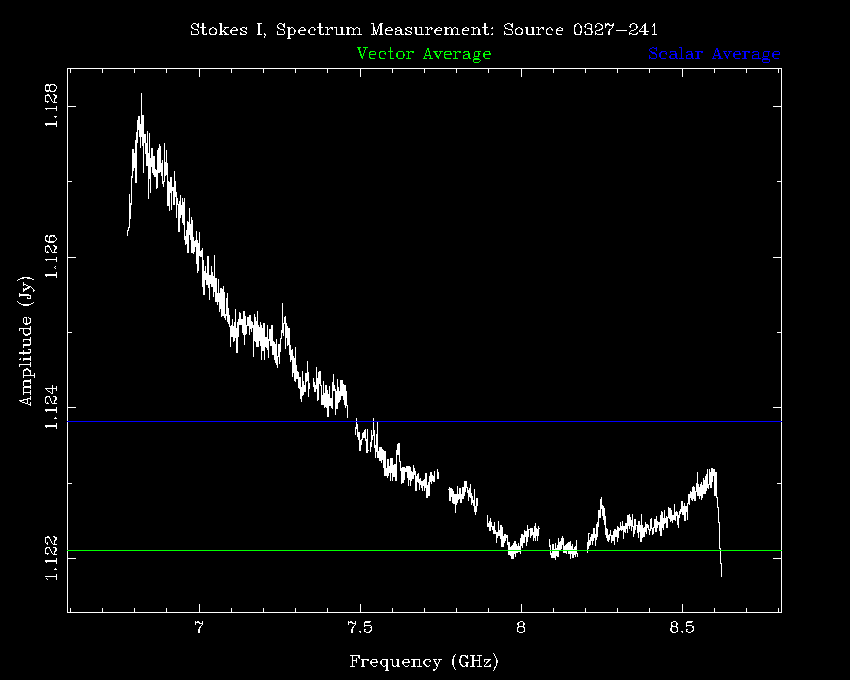 Stokes I, Spectrum Measurement: Source 0327-241
Vector Average Scalar Average
1.128
1.126
1.124
1.122
Amplitude (Jy)
7 7.5 8 8.5
Frequency (GHz)